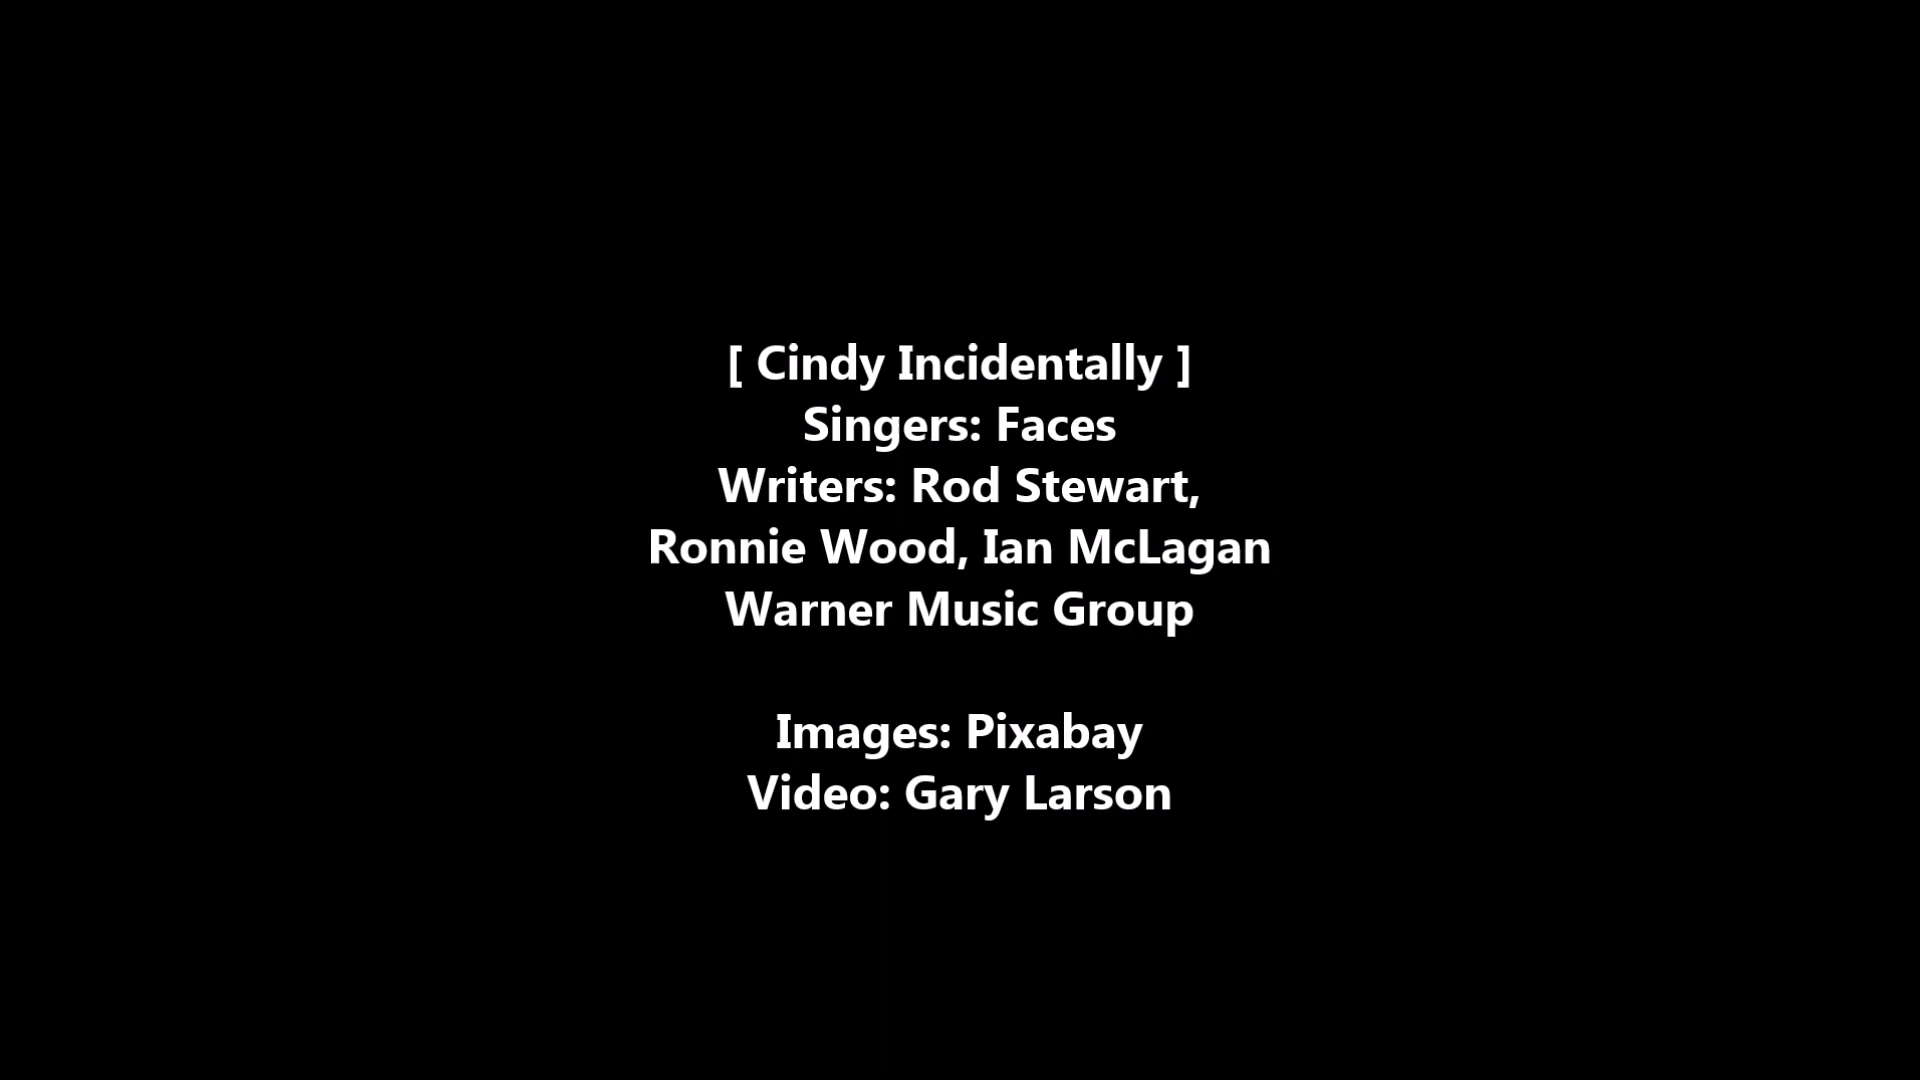 [ Cindy Incidentally ]
Singers: Faces
Writers: Rod Stewart,
Ronnie Wood, Ian McLagan
Warner Music Group
Images: Pixabay
Video: Gary Larson